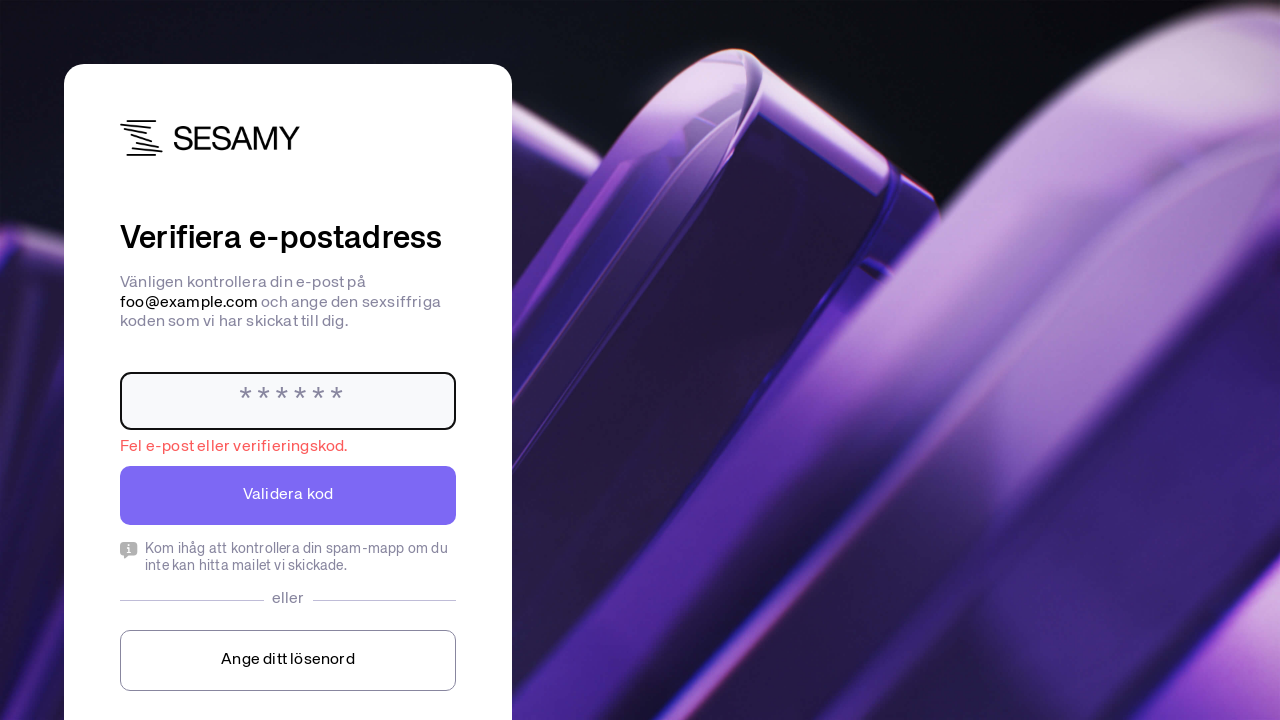 SESAMY
Verifiera e-postadress
Vänligen kontrollera din e-post på
foo@example.com och ange den sexsiffriga
koden som vi har skickat till dig.
******
Fel e-post eller verifieringskod.
Validera kod
Kom ihåg att kontrollera din spam-mapp om du
inte kan hitta mailet vi skickade.
eller
Ange ditt lösenord